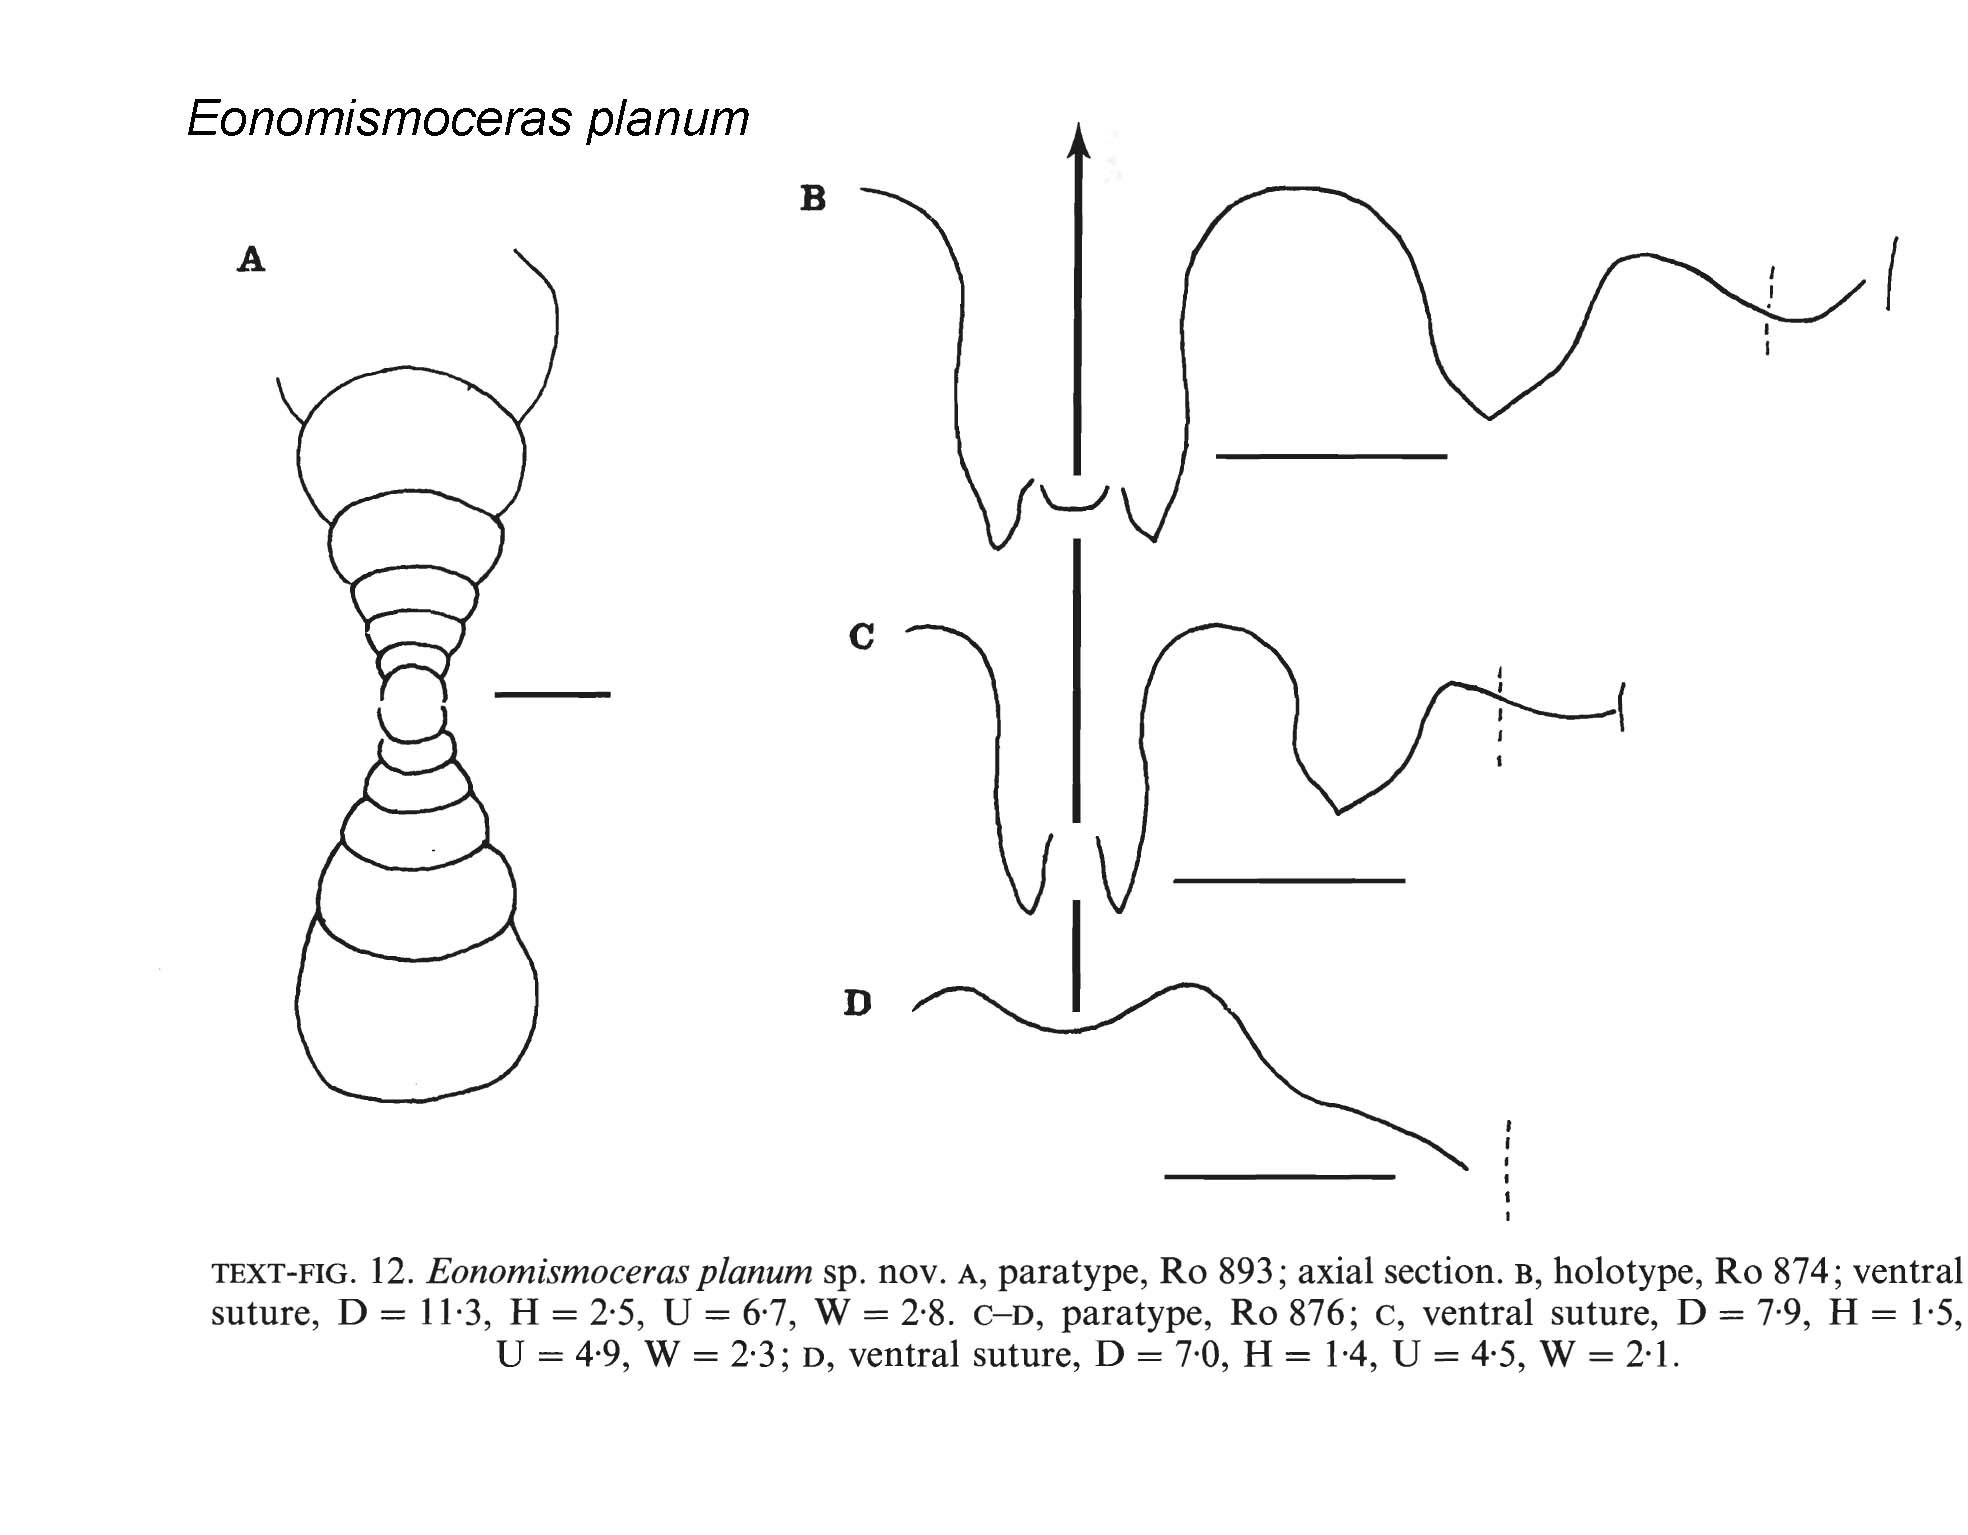 Eonomismoceras planum
B
A
C
D
TEXT-FIG. 12. Eonomismoceras planum sp. nov. A, paratype, Ro 893; axial section. B, holotype, Ro 874; ventral
suture, D = 11·3, H = 2·5, U = 6·7, W = 2·8. C–D, paratype, Ro 876; C, ventral suture, D = 7·9, H = 1·5,
U = 4·9, W = 2·3; D, ventral suture, D = 7·0, H = 1·4, U = 4·5, W = 2·1.